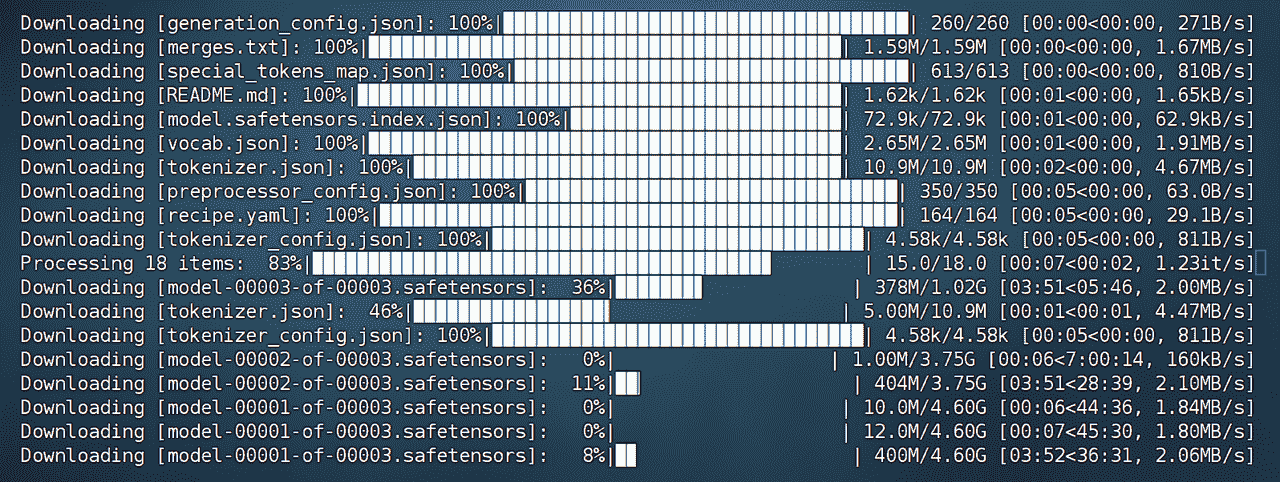 Downloading [generation_config.json]: 100%| | 260/260 [00:00<00:00, 271B/s]
Downloading [merges.txt]: 100%| | 1.59M/1.59M [00:00<00:00, 1.67MB/s]
Downloading [special_tokens_map.json]: 100%| | 613/613 [00:00<00:00, 810B/s]
Downloading [README.md]: 100%| | 1.62k/1.62k [00:01<00:00, 1.65kB/s]
Downloading [model.safetensors.index.json]: 100%| | 72.9k/72.9k [00:01<00:00, 62.9kB/s]
Downloading [vocab.json]: 100%| | 2.65M/2.65M [00:01<00:00, 1.91MB/s]
Downloading [tokenizer.json]: 100%| | 10.9M/10.9M [00:02<00:00, 4.67MB/s]
Downloading [preprocessor_config.json]: 100%| | 350/350 [00:05<00:00, 63.0B/s]
Downloading [recipe.yaml]: 100%| | 164/164 [00:05<00:00, 29.1B/s]
Downloading [tokenizer_config.json]: 100%| | 4.58k/4.58k [00:05<00:00, 811B/s]
Processing 18 items: 83%| | 15.0/18.0 [00:07<00:02, 1.23it/s]
Downloading [model-00003-of-00003.safetensors]: 36%| | 378M/1.02G [03:51<05:46, 2.00MB/s]
Downloading [tokenizer.json]: 46%| | 5.00M/10.9M [00:01<00:01, 4.47MB/s]
Downloading [tokenizer_config.json]: 100%| | 4.58k/4.58k [00:05<00:00, 811B/s]
Downloading [model-00002-of-00003.safetensors]: 0%| | 1.00M/3.75G [00:06<7:00:14, 160kB/s]
Downloading [model-00002-of-00003.safetensors]: 11%| | 404M/3.75G [03:51<28:39, 2.10MB/s]
Downloading [model-00001-of-00003.safetensors]: 0%| | 10.0M/4.60G [00:06<44:36, 1.84MB/s]
Downloading [model-00001-of-00003.safetensors]: 0%| | 12.0M/4.60G [00:07<45:30, 1.80MB/s]
Downloading [model-00001-of-00003.safetensors]: 8%| | 400M/4.60G [03:52<36:31, 2.06MB/s]